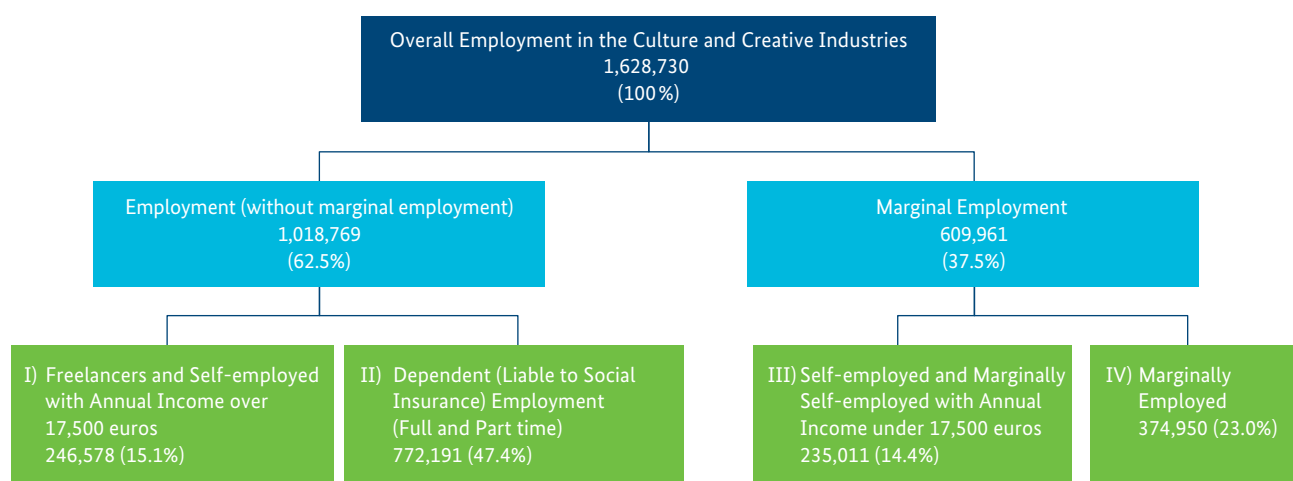 Overall Employment in the Culture and Creative Industries
1,628,730
(100%)
Employment (without marginal employment)
1,018,769
(62.5%)
Marginal Employment
609,961
(37.5%)
I) Freelancers and Self-employed
with Annual Income over
17,500 euros
246,578 (15.1%)
II) Dependent (Liable to Social
Insurance) Employment
(Full and Part time)
772,191 (47.4%)
III) Self-employed and Marginally
Self-employed with Annual
Income under 17,500 euros
235,011 (14.4%)
IV) Marginally
Employed
374,950 (23.0%)